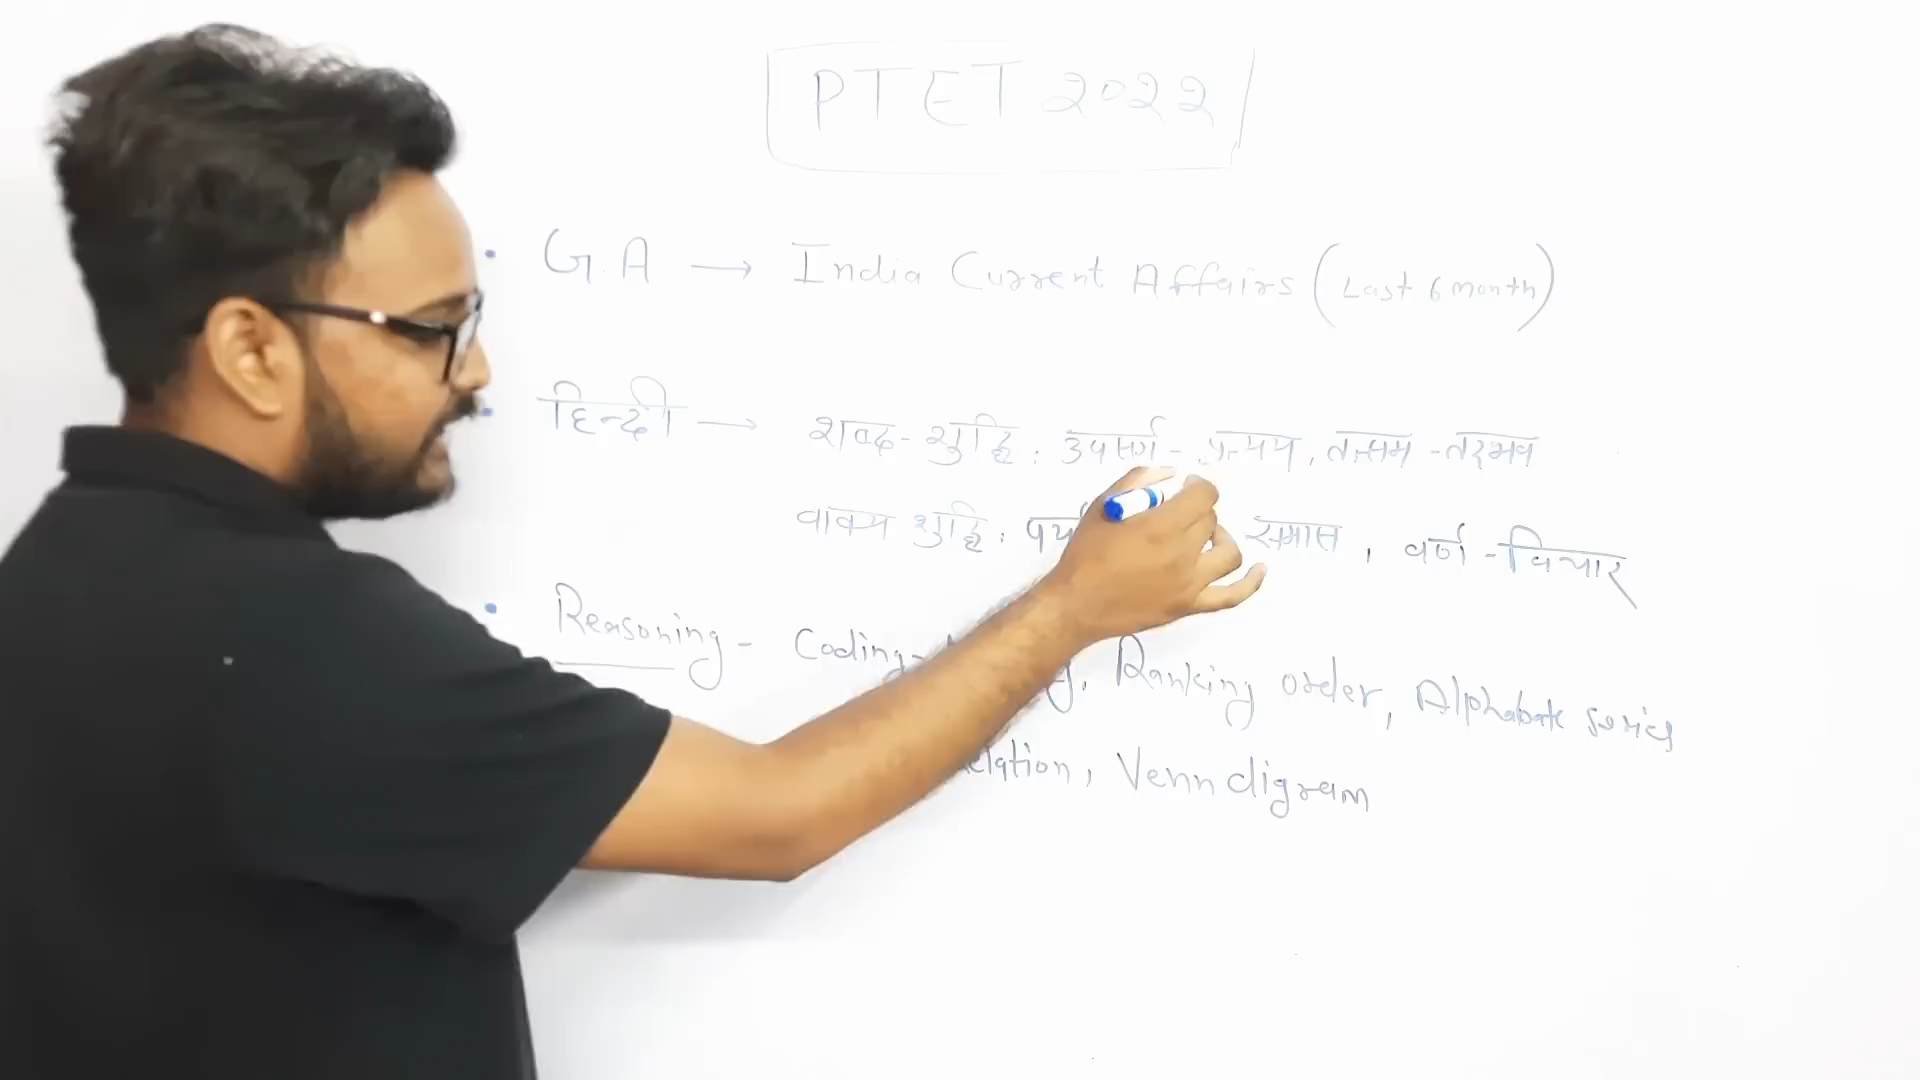 PTET 2022
G.A → India Current Affairs (Last 6 month)
हिन्दी → शब्द-शुद्धि, उपसर्ग - प्रत्यय, तत्सम - तद्भव
वाक्य शुद्धि, समास, वर्ण - विचार
Reasoning - Coding- Ranking order, Alphabate series
Venn digram